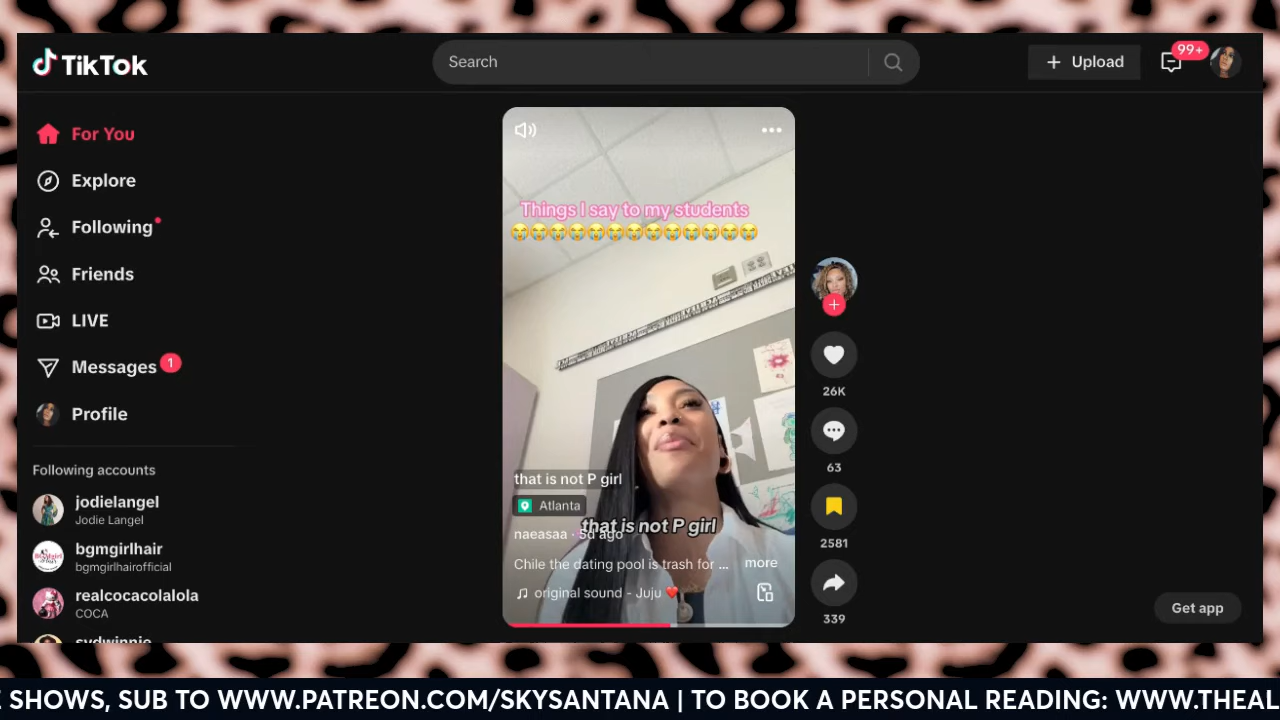 TikTok
Search
Upload
99+
For You
Explore
Following
Friends
LIVE
Messages 1
Profile
Following accounts
jodielangel
Jodie Langel
bgmgirlhair
bgmgirlhairofficial
realcocacolalola
COCA
sydwinnie
Things I say to my students
😭😭😭😭😭😭😭😭😭😭😭😭😭
that is not P girl
Atlanta
that is not P girl
naeasaa · 5d ago
Chile the dating pool is trash for ... more
original sound - Juju ❤️
26K
63
2581
339
Get app
SHOWS, SUB TO WWW.PATREON.COM/SKYSANTANA | TO BOOK A PERSONAL READING: WWW.THEAL